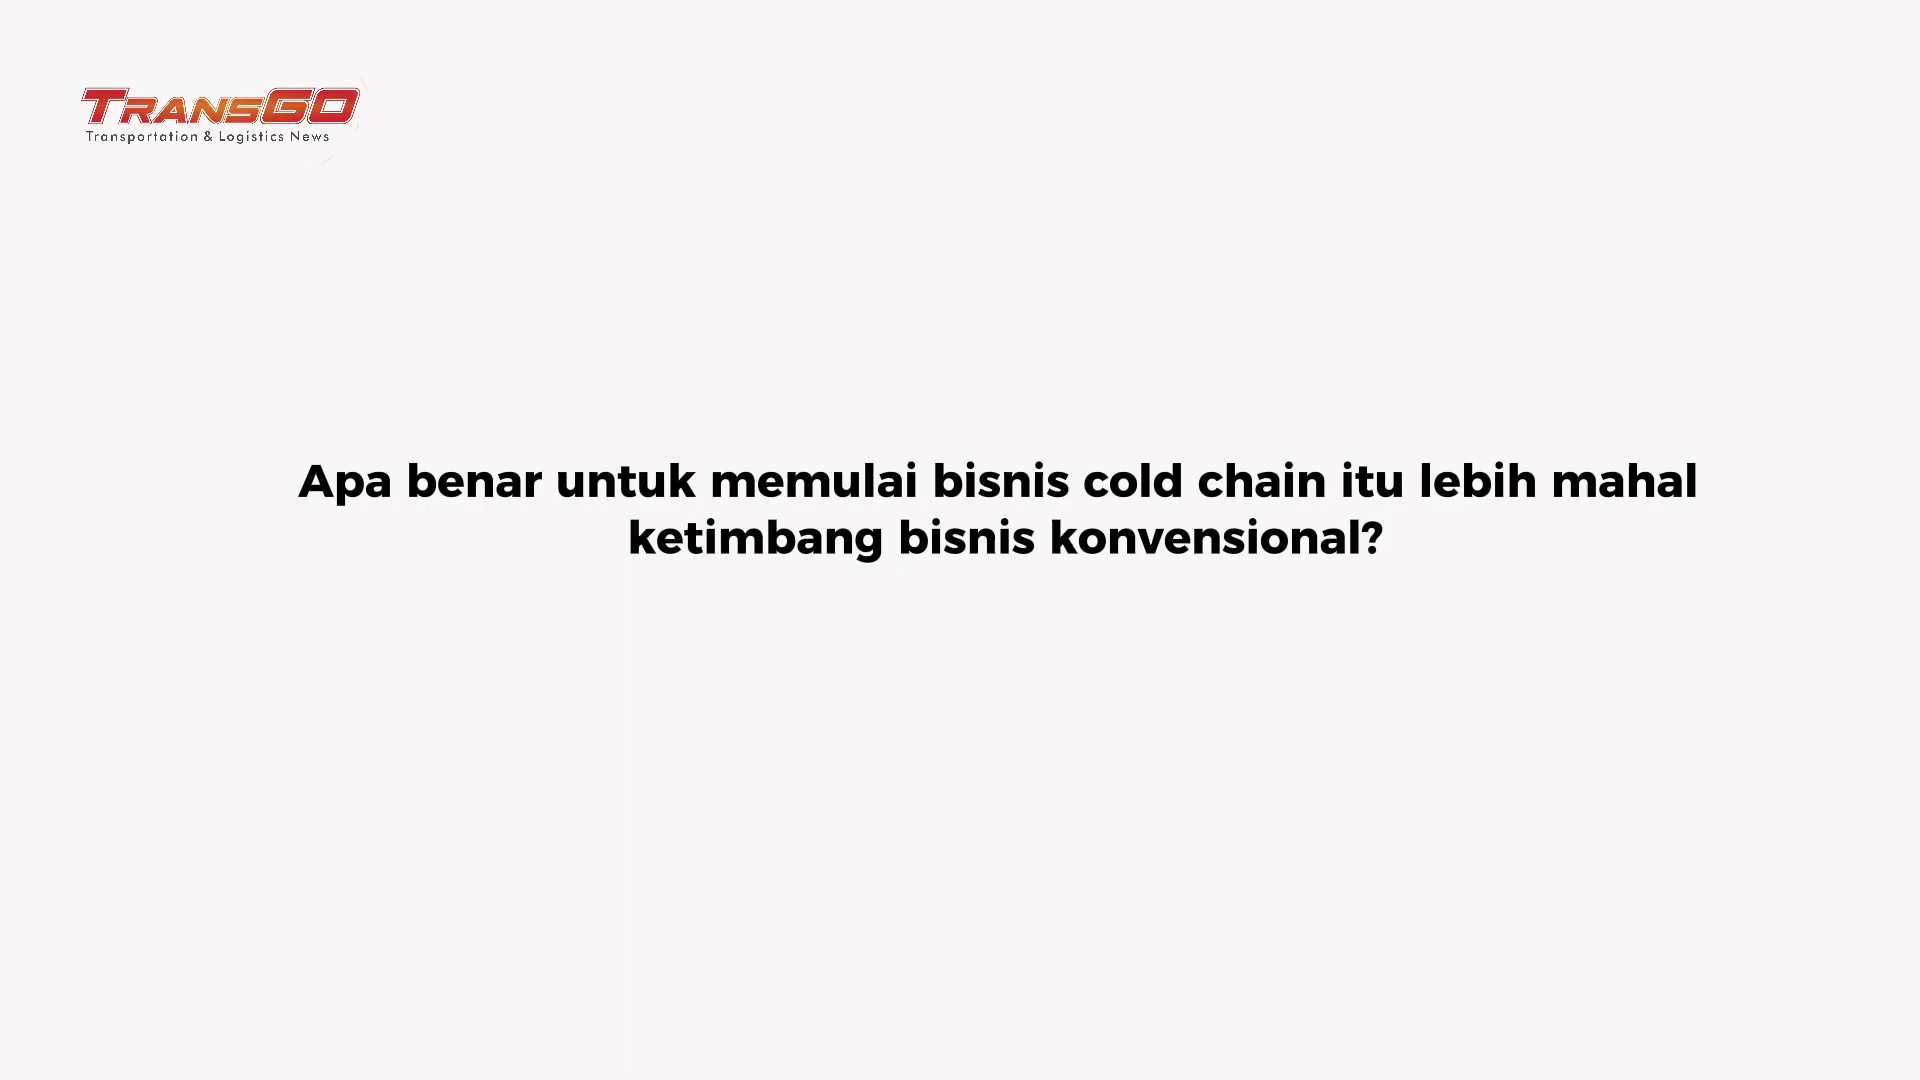 TRANSGO
Transportation & Logistics News
Apa benar untuk memulai bisnis cold chain itu lebih mahal
ketimbang bisnis konvensional?